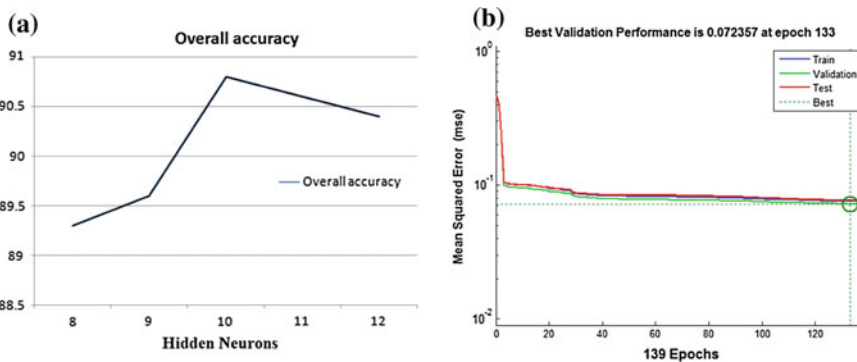 (a)
Overall accuracy
91
90.5
90
89.5
89
88.5
8 9 10 11 12
Hidden Neurons
Overall accuracy
(b)
Best Validation Performance is 0.072357 at epoch 133
Mean Squared Error (mse)
10^0
10^-1
10^-2
0 20 40 60 80 100 120
139 Epochs
Train
Validation
Test
Best